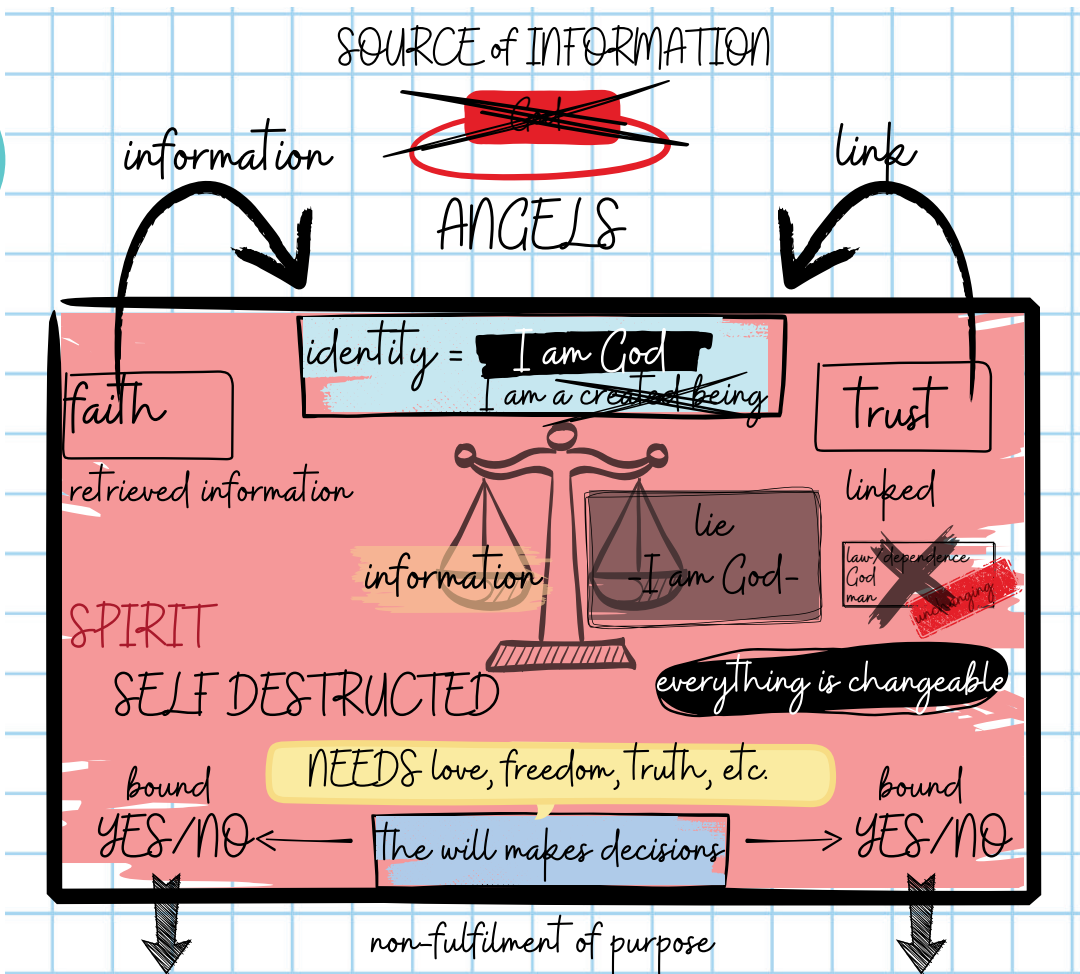 SOURCE of INFORMATION
God
information
link
ANGELS
identity = I am God
I am a created being
faith
trust
retrieved information
linked
lie
-I am God-
information
law/dependence
God
man
unchanging
SPIRIT
SELF DESTRUCTED
everything is changeable
NEEDS love, freedom, truth, etc.
bound
bound
YES/NO
the will makes decisions
YES/NO
non-fulfilment of purpose